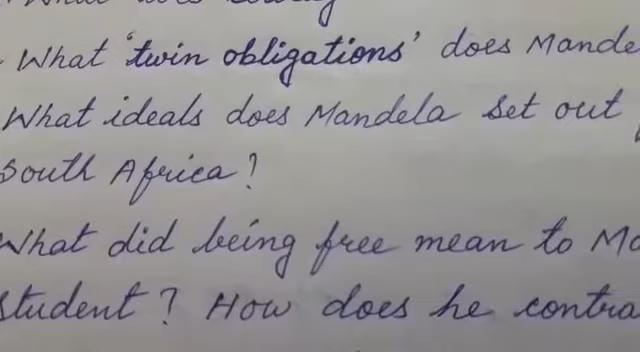 What 'twin obligations' does Mande
What ideals does Mandela set out
South Africa?
What did being free mean to Ma
student? How does he contra